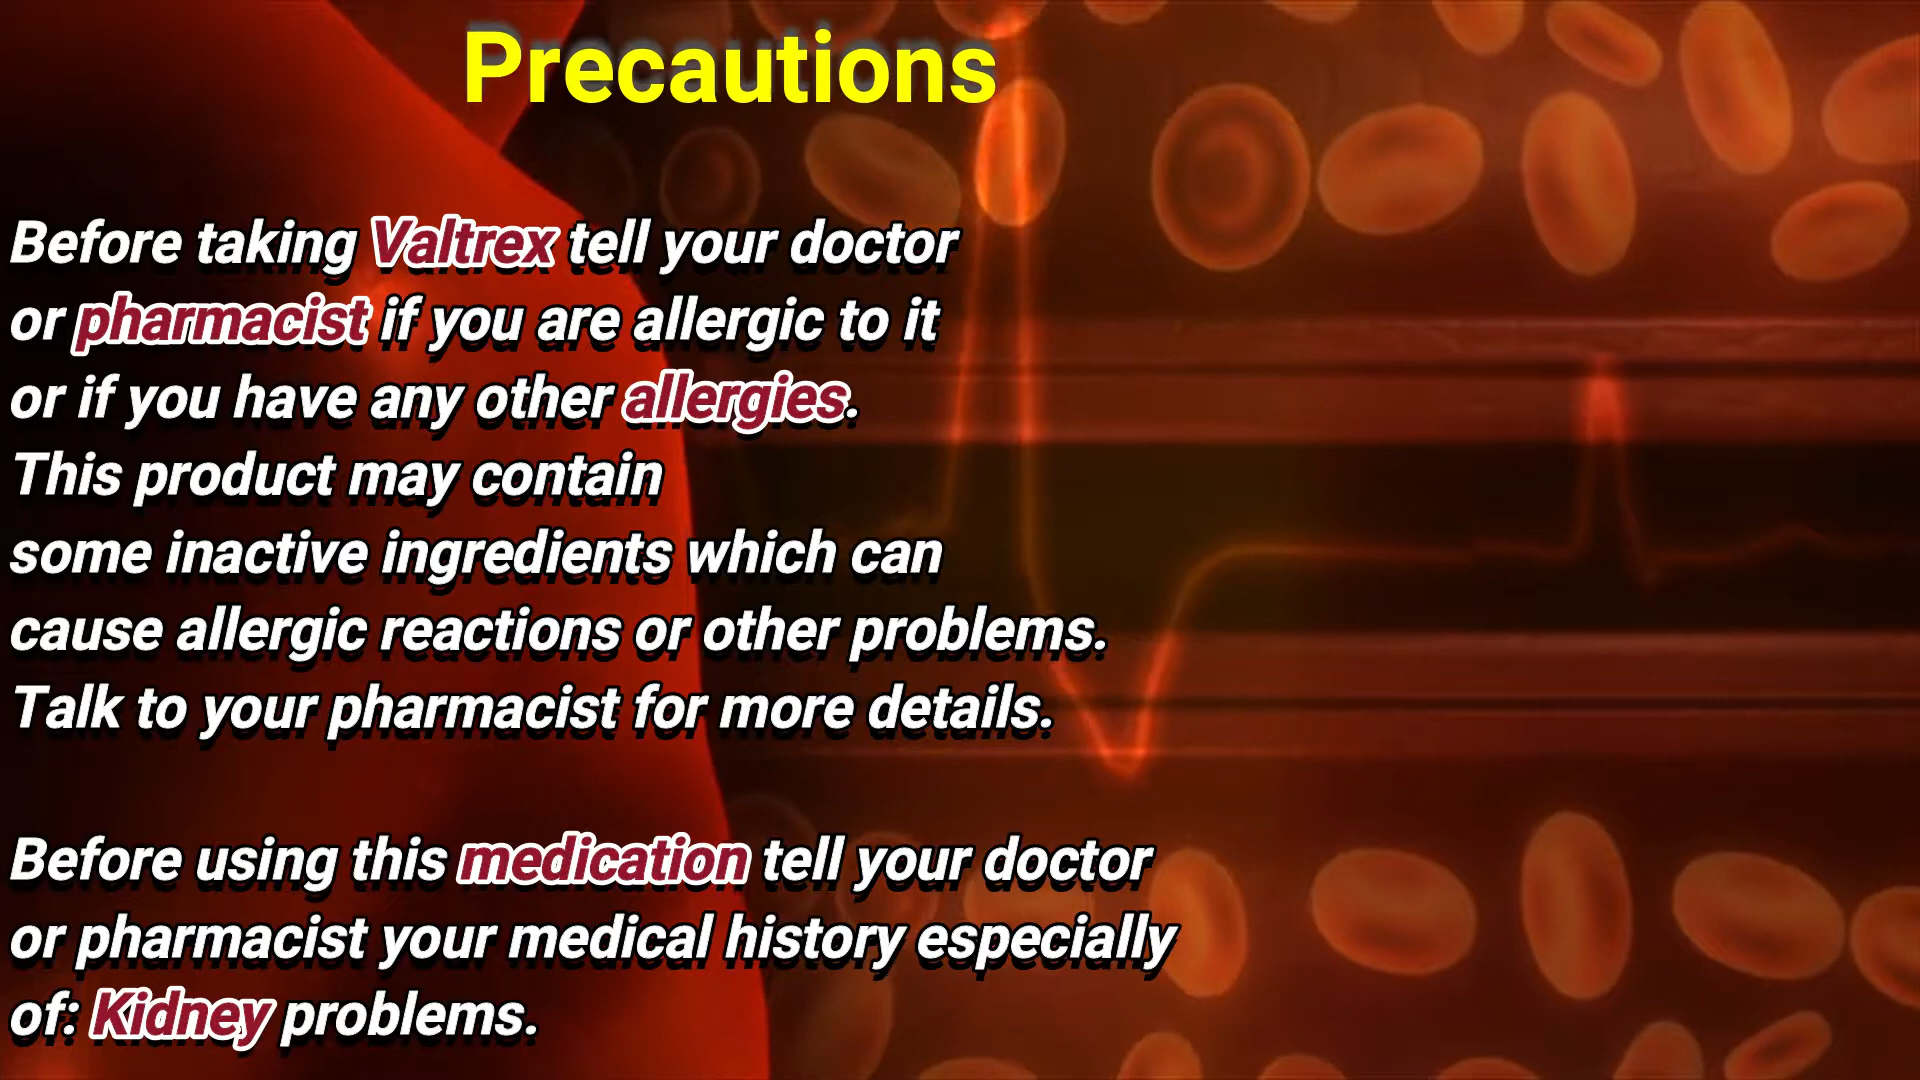 Precautions
Before taking Valtrex tell your doctor
or pharmacist if you are allergic to it
or if you have any other allergies.
This product may contain
some inactive ingredients which can
cause allergic reactions or other problems.
Talk to your pharmacist for more details.
Before using this medication tell your doctor
or pharmacist your medical history especially
of: Kidney problems.